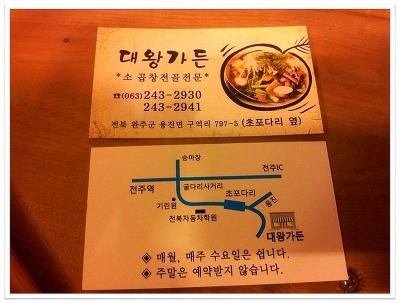 대왕가든
*소 곱창전골전문*
☎(063)243-2930
243-2941
전북 완주군 용진면 구억리 797-5 (초포다리 옆)
승마장
전주IC
전주역
굴다리사거리
초포다리
기린원
용진
전북자동차학원
대왕가든
◈ 매월, 매주 수요일은 쉽니다.
◈ 주말은 예약받지 않습니다.